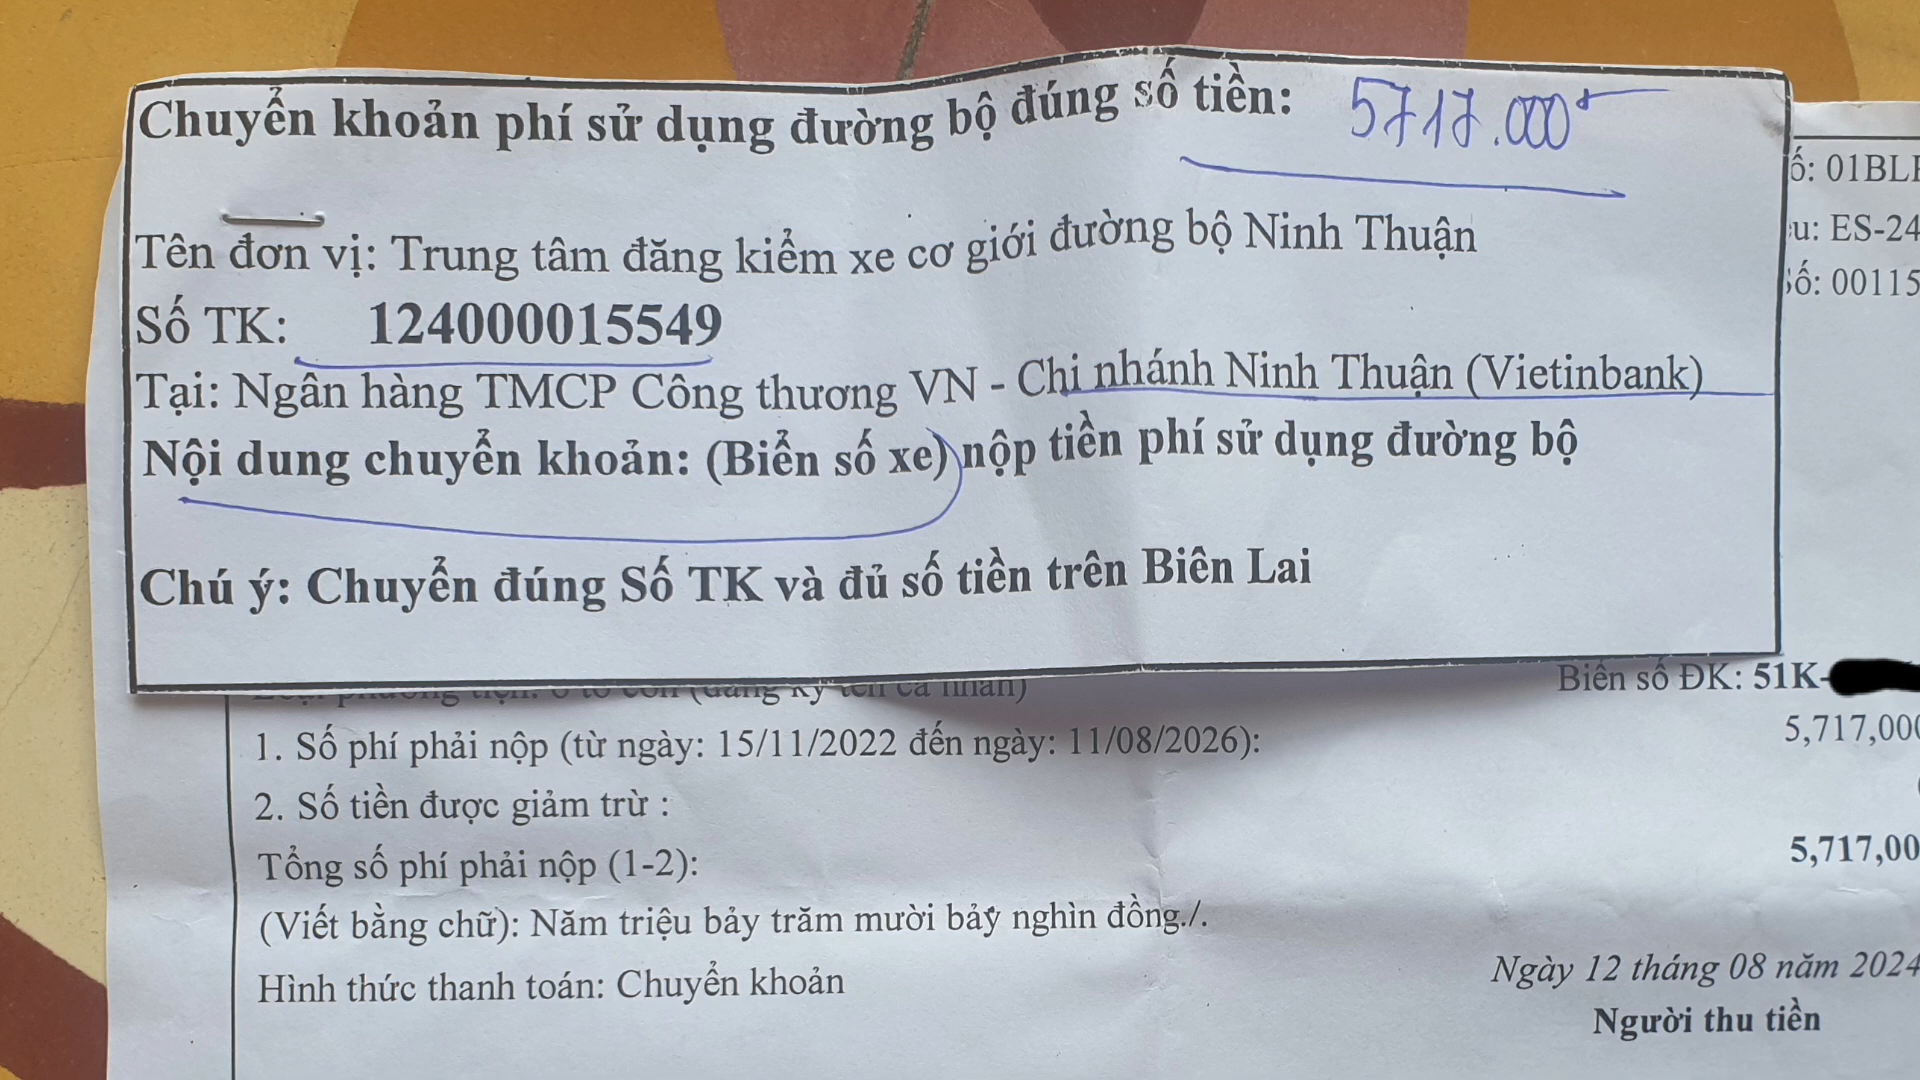 Chuyển khoản phí sử dụng đường bộ đúng số tiền: 5717.000đ
Tên đơn vị: Trung tâm đăng kiểm xe cơ giới đường bộ Ninh Thuận
Số TK: 124000015549
Tại: Ngân hàng TMCP Công thương VN - Chi nhánh Ninh Thuận (Vietinbank)
Nội dung chuyển khoản: (Biển số xe) nộp tiền phí sử dụng đường bộ
Chú ý: Chuyển đúng Số TK và đủ số tiền trên Biên Lai
ố: 01BL
u: ES-24
Số: 00115
(đăng ký tên cá nhân)
Biển số ĐK: 51K-
1. Số phí phải nộp (từ ngày: 15/11/2022 đến ngày: 11/08/2026): 5,717,000
2. Số tiền được giảm trừ :
Tổng số phí phải nộp (1-2): 5,717,00
(Viết bằng chữ): Năm triệu bảy trăm mười bảy nghìn đồng./.
Hình thức thanh toán: Chuyển khoản
Ngày 12 tháng 08 năm 2024
Người thu tiền